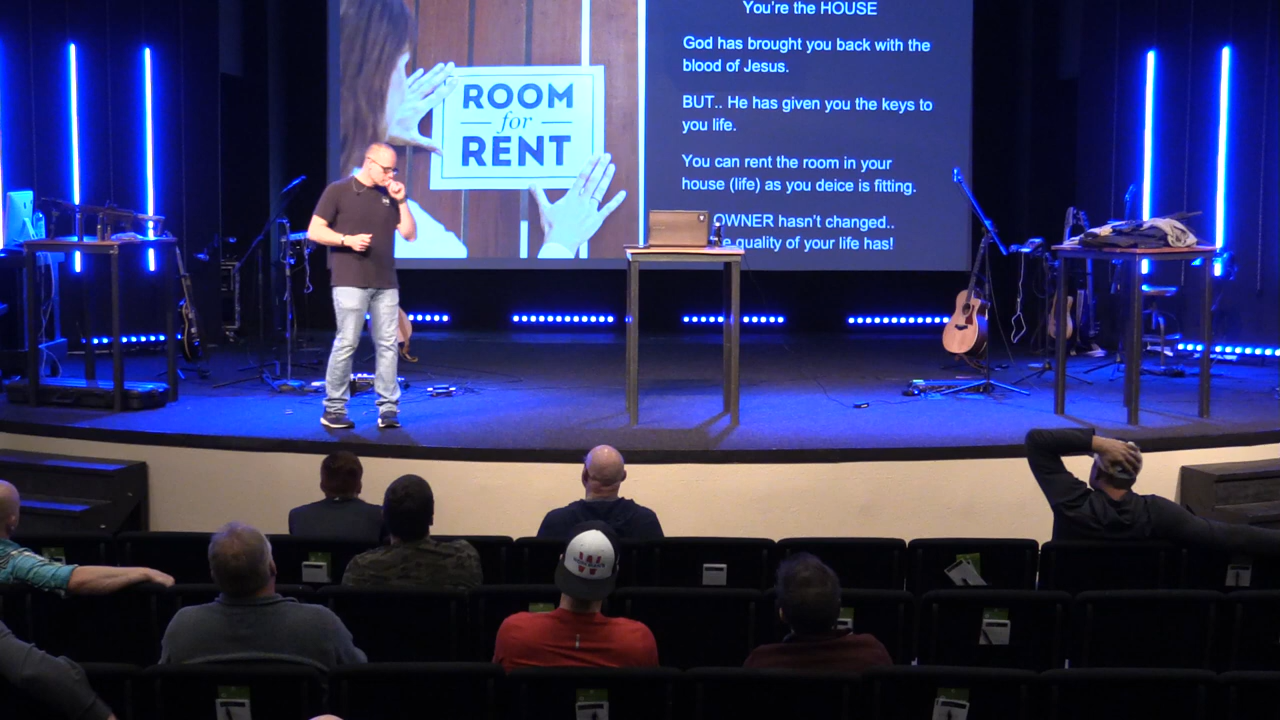 ROOM
for
RENT
You're the HOUSE
God has brought you back with the
blood of Jesus.
BUT.. He has given you the keys to
you life.
You can rent the room in your
house (life) as you deice is fitting.
OWNER hasn't changed..
quality of your life has!
W